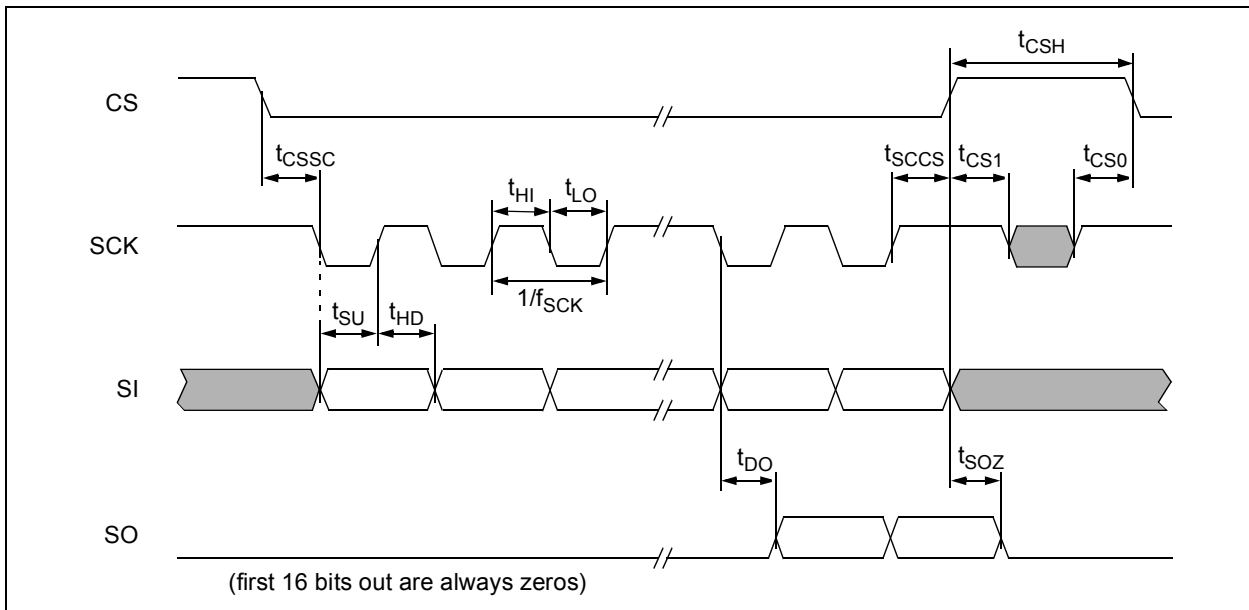 tCSH
CS
tCSSC
tSCCS
tCS1
tCS0
tHI
tLO
SCK
1/fSCK
tSU
tHD
SI
tDO
tSOZ
SO
(first 16 bits out are always zeros)